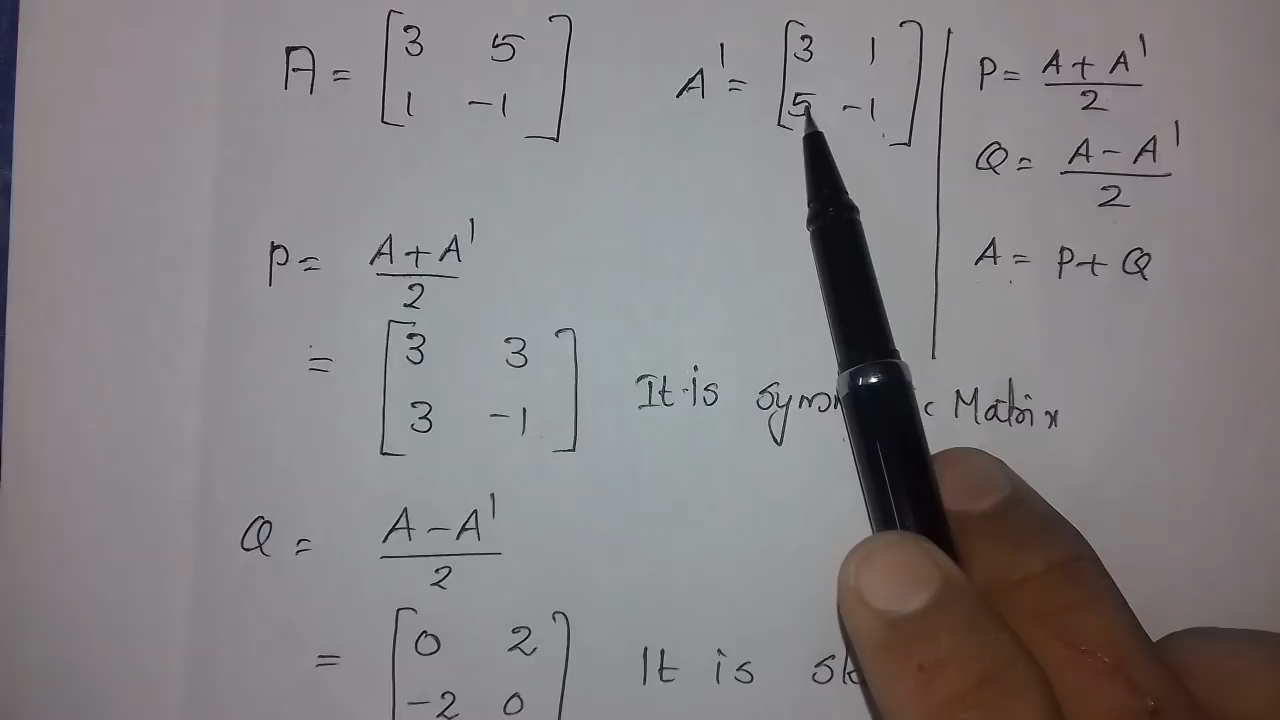 A = [3 5
1 -1]
A' = [3 1
5 -1]
P = A + A' / 2
Q = A - A' / 2
A = P + Q
P = A + A' / 2
= [3 3
3 -1] It is Matrix
Q = A - A' / 2
= [0 2
-2 0] It is